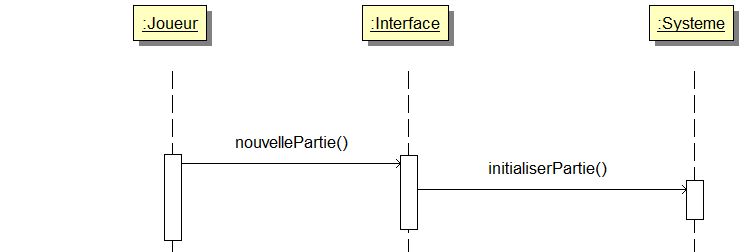 :Joueur
:Interface
:Systeme
nouvellePartie()
initialiserPartie()